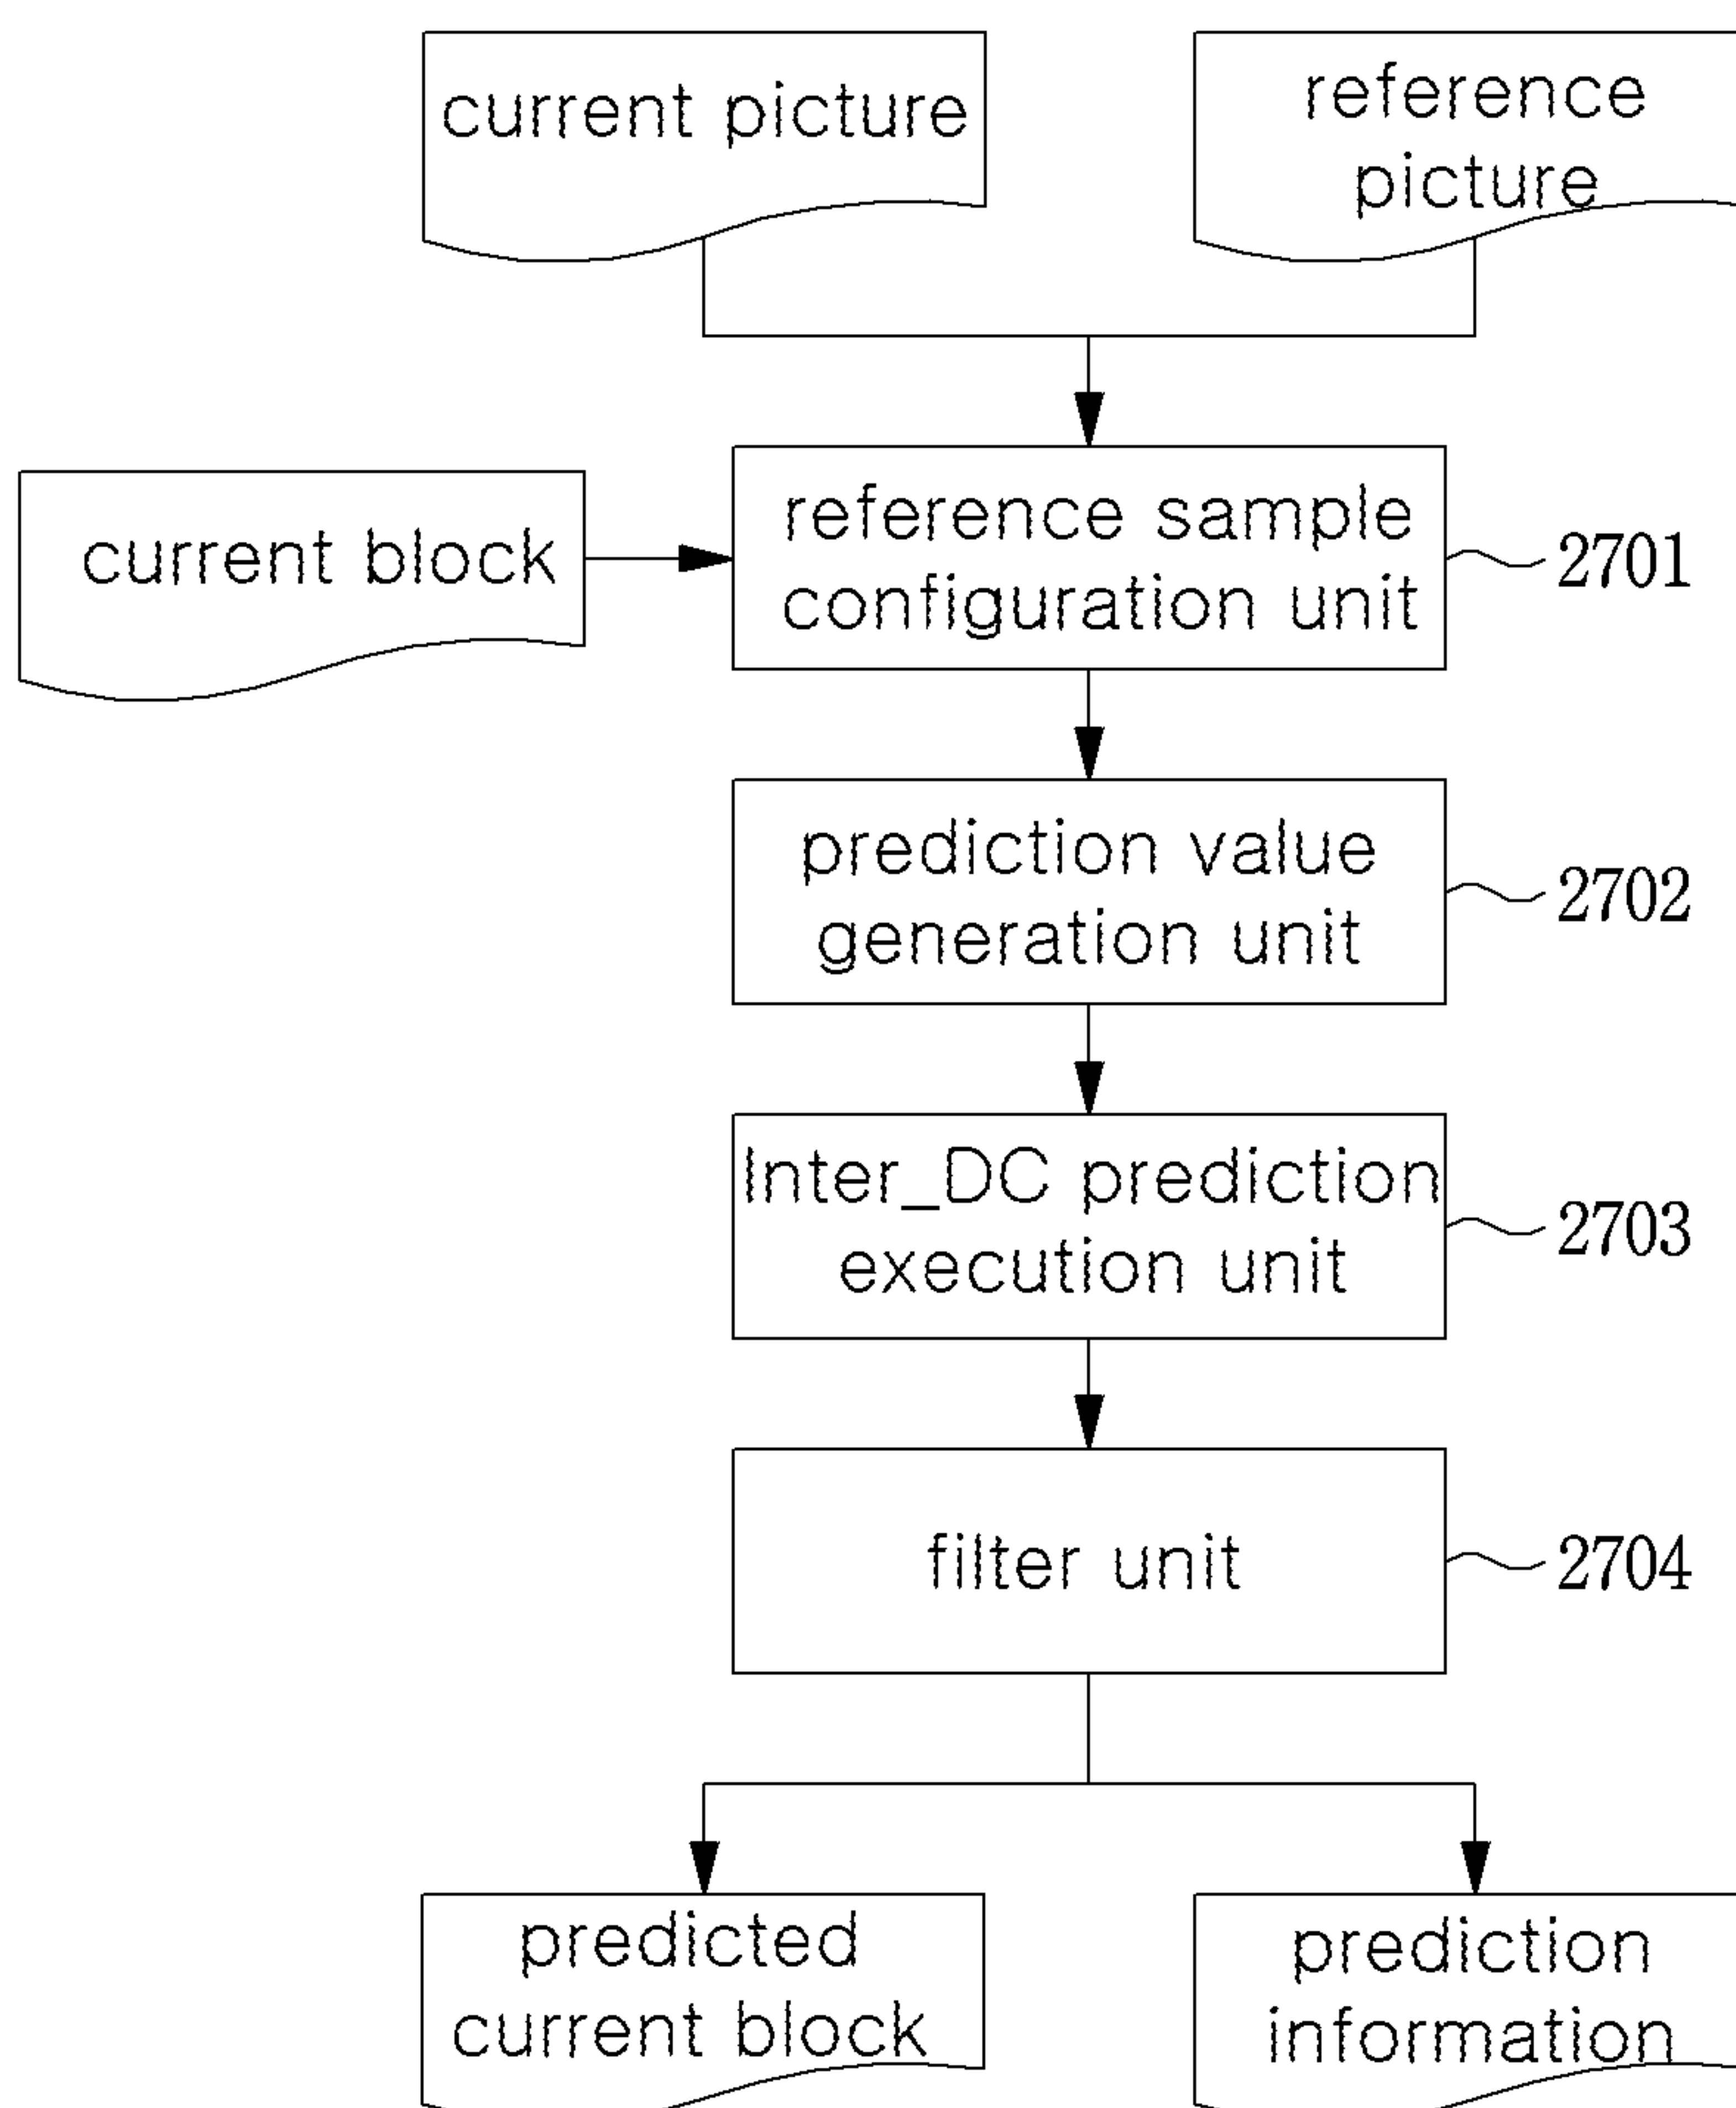 current picture
reference
picture
current block
reference sample
configuration unit
2701
prediction value
generation unit
2702
Inter_DC prediction
execution unit
2703
filter unit
2704
predicted
current block
prediction
information